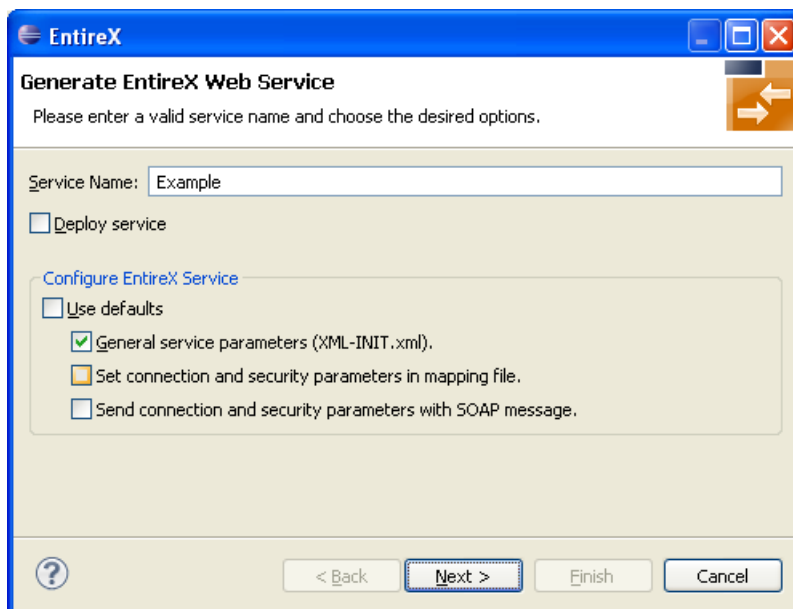 EntireX
Generate EntireX Web Service
Please enter a valid service name and choose the desired options.
Service Name: Example
Deploy service
Configure EntireX Service
Use defaults
General service parameters (XML-INIT.xml).
Set connection and security parameters in mapping file.
Send connection and security parameters with SOAP message.
? < Back Next > Finish Cancel